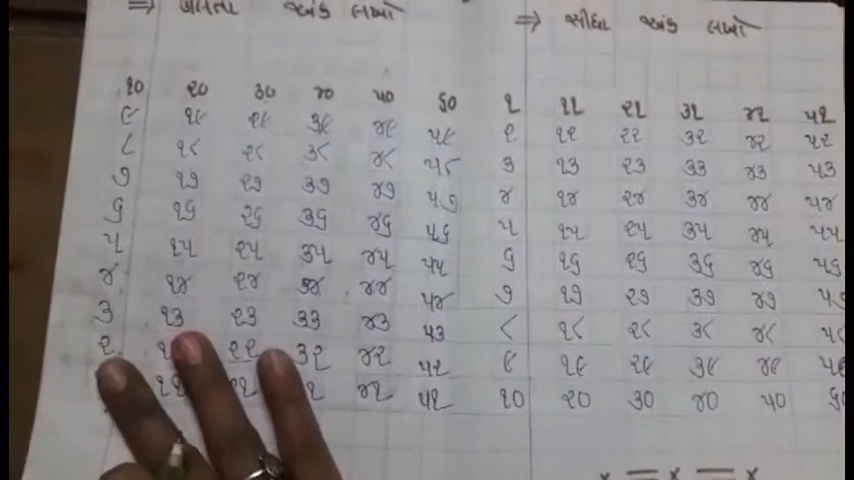 ⇒ અંક લખો ⇒ સીધા અંક લખો
૧૦ ૨૦ ૩૦ ૪૦ ૫૦ ૬૦ ૧ ૧૧ ૨૧ ૩૧ ૪૧ ૫૧
૯ ૧૯ ૨૯ ૩૯ ૪૯ ૫૯ ૨ ૧૨ ૨૨ ૩૨ ૪૨ ૫૨
૮ ૧૮ ૨૮ ૩૮ ૪૮ ૫૮ ૩ ૧૩ ૨૩ ૩૩ ૪૩ ૫૩
૭ ૧૭ ૨૭ ૩૭ ૪૭ ૫૭ ૪ ૧૪ ૨૪ ૩૪ ૪૪ ૫૪
૬ ૧૬ ૨૬ ૩૬ ૪૬ ૫૬ ૫ ૧૫ ૨૫ ૩૫ ૪૫ ૫૫
૫ ૧૫ ૨૫ ૩૫ ૪૫ ૫૫ ૬ ૧૬ ૨૬ ૩૬ ૪૬ ૫૬
૪ ૧૪ ૨૪ ૩૪ ૪૪ ૫૪ ૭ ૧૭ ૨૭ ૩૭ ૪૭ ૫૭
૩ ૧૩ ૨૩ ૩૩ ૪૩ ૫૩ ૮ ૧૮ ૨૮ ૩૮ ૪૮ ૫૮
૨ ૨૨ ૩૨ ૪૨ ૫૨ ૯ ૧૯ ૨૯ ૩૯ ૪૯ ૫૯
૧૧ ૪૧ ૫૧ ૧૦ ૨૦ ૩૦ ૪૦ ૫૦ ૬૦